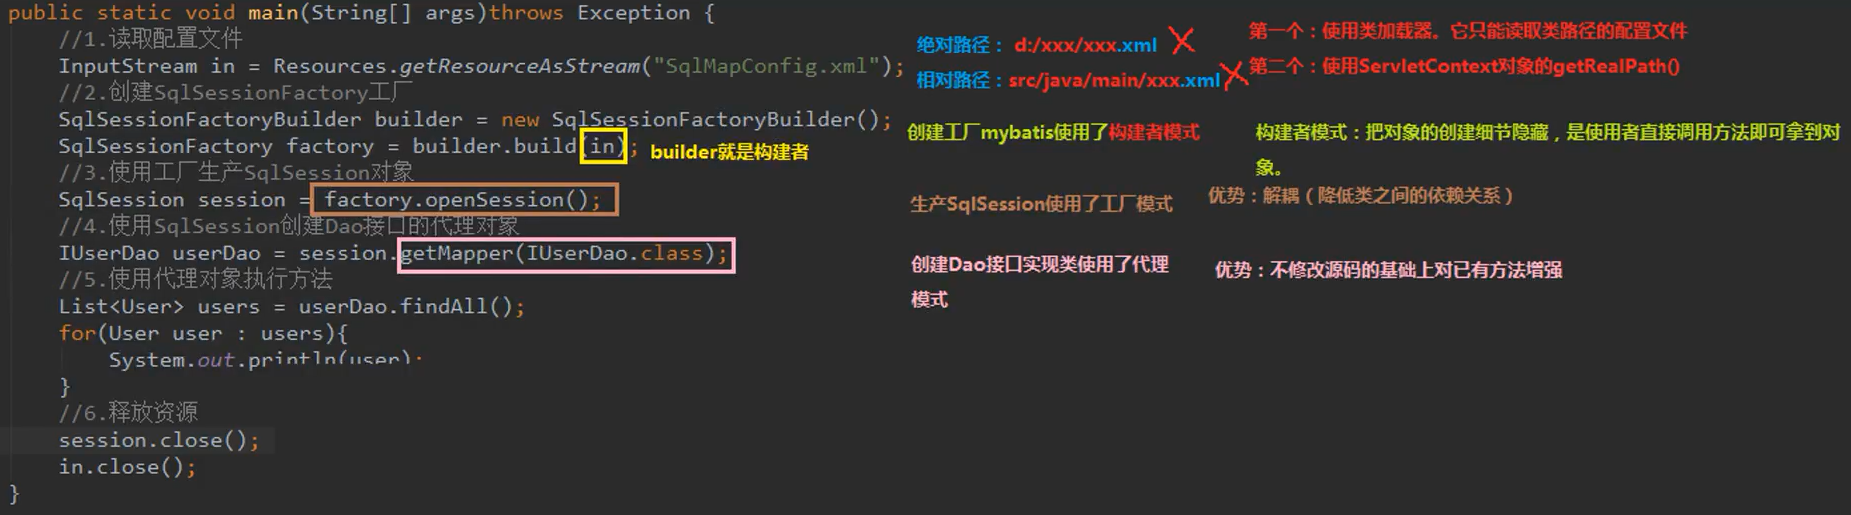 public static void main(String[] args)throws Exception {
//1.读取配置文件
绝对路径： d:/xxx/xxx.xml
第一个：使用类加载器。它只能读取类路径的配置文件
InputStream in = Resources.getResourceAsStream("SqlMapConfig.xml");
相对路径：src/java/main/xxx.xml
第二个：使用ServletContext对象的getRealPath()
//2.创建SqlSessionFactory工厂
SqlSessionFactoryBuilder builder = new SqlSessionFactoryBuilder();
创建工厂mybatis使用了构建者模式
构建者模式：把对象的创建细节隐藏，是使用者直接调用方法即可拿到对
象。
SqlSessionFactory factory = builder.build(in);
builder就是构建者
//3.使用工厂生产SqlSession对象
SqlSession session = factory.openSession();
生产SqlSession使用了工厂模式
优势：解耦（降低类之间的依赖关系）
//4.使用SqlSession创建Dao接口的代理对象
IUserDao userDao = session.getMapper(IUserDao.class);
创建Dao接口实现类使用了代理
模式
优势：不修改源码的基础上对已有方法增强
//5.使用代理对象执行方法
List<User> users = userDao.findAll();
for(User user : users){
System.out.println(user);
}
//6.释放资源
session.close();
in.close();
}